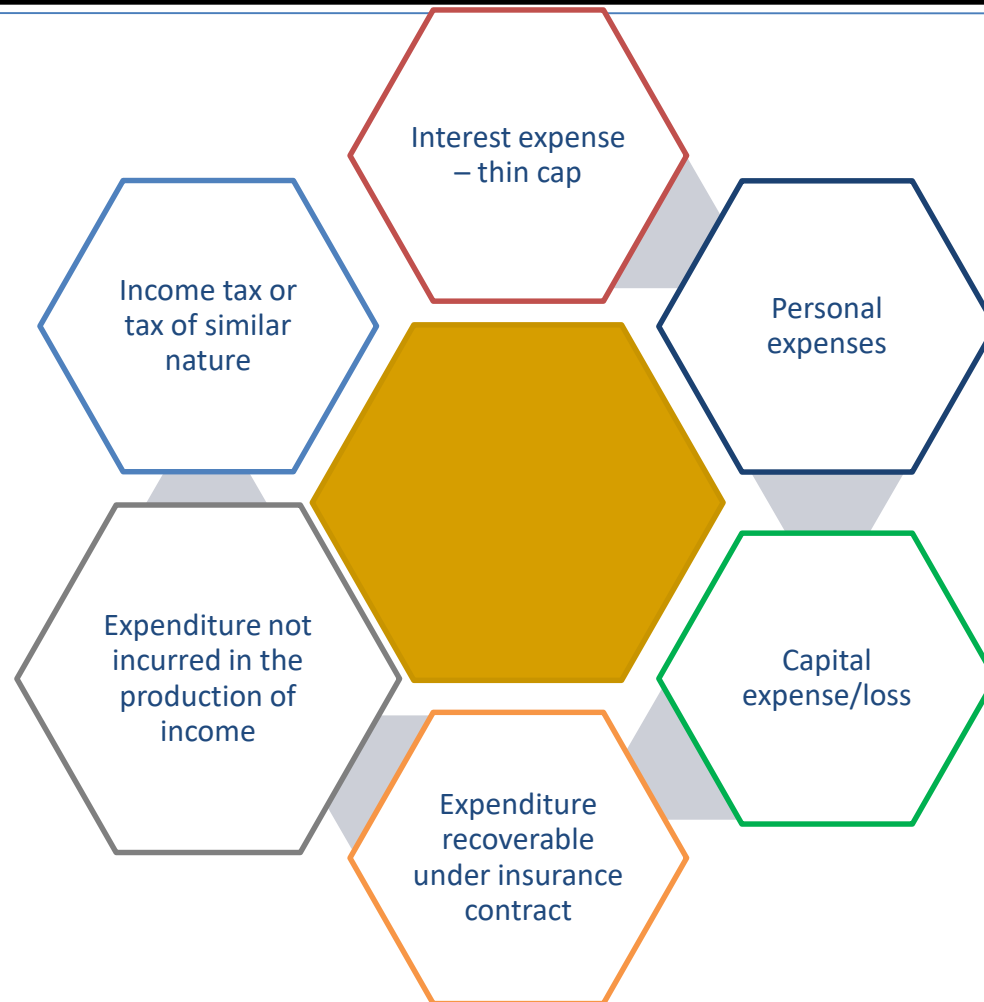 Interest expense
– thin cap
Personal
expenses
Capital
expense/loss
Expenditure
recoverable
under insurance
contract
Expenditure not
incurred in the
production of
income
Income tax or
tax of similar
nature